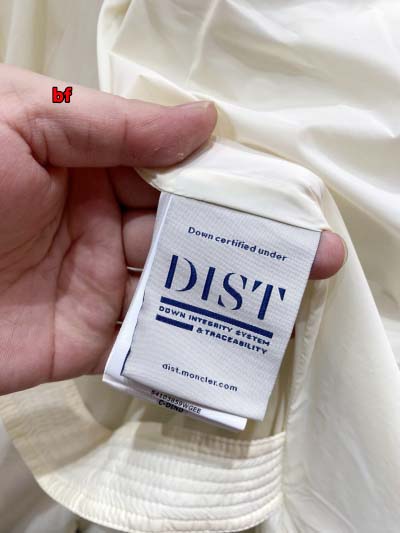 bf
Down certified under
DIST
DOWN INTEGRITY SYSTEM
& TRACEABILITY
dist.moncler.com